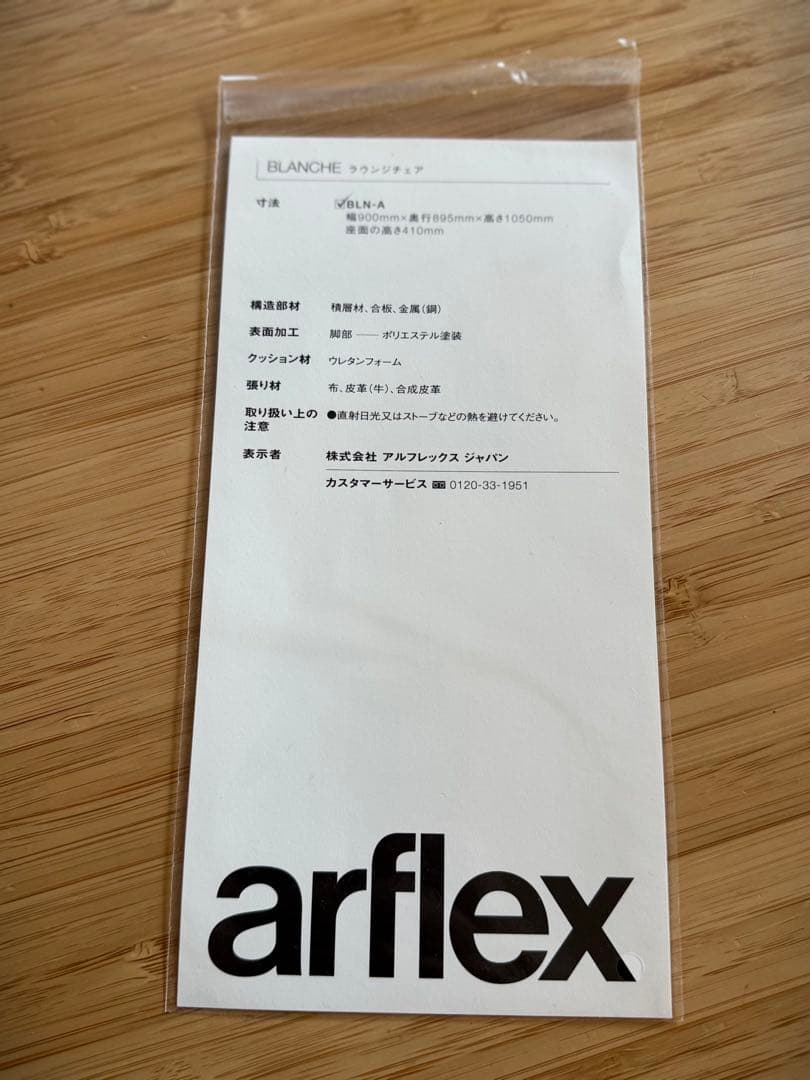 BLANCHE ラウンジチェア
寸法 ☑BLN-A
幅900mm×奥行895mm×高さ1050mm
座面の高さ410mm
構造部材 積層材、合板、金属(鋼)
表面加工 脚部 —— ポリエステル塗装
クッション材 ウレタンフォーム
張り材 布、皮革(牛)、合成皮革
取り扱い上の ●直射日光又はストーブなどの熱を避けてください。
注意
表示者 株式会社 アルフレックス ジャパン
カスタマーサービス 0120-33-1951
arflex